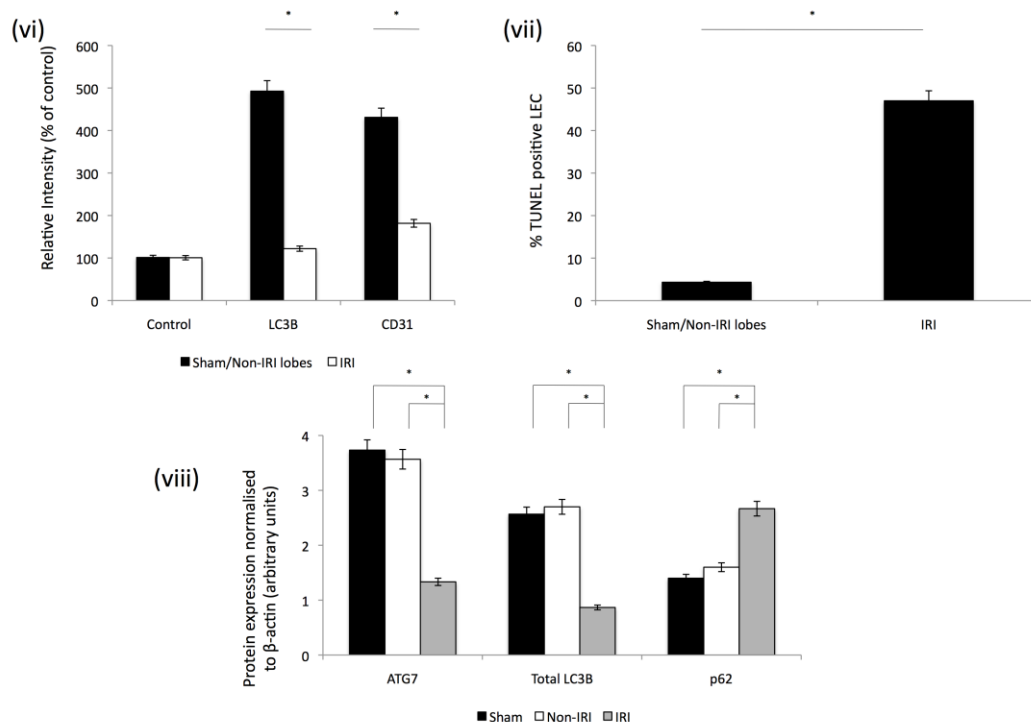 (vi)
* *
Relative Intensity (% of control)
600
500
400
300
200
100
0
Control LC3B CD31
Sham/Non-IRI lobes IRI
(vii)
*
% TUNEL positive LEC
60
50
40
30
20
10
0
Sham/Non-IRI lobes IRI
(viii)
* * *
* * *
Protein expression normalised
to β-actin (arbitrary units)
4
3
2
1
0
ATG7 Total LC3B p62
Sham Non-IRI IRI